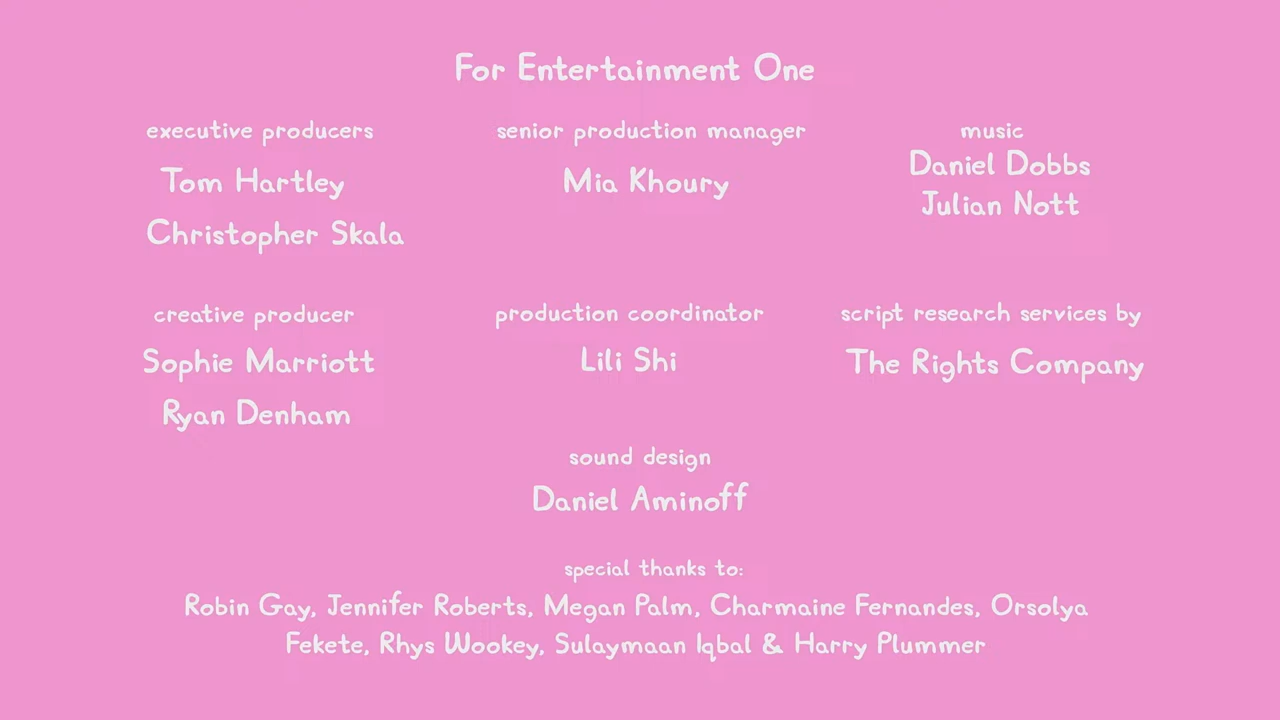 For Entertainment One
executive producers
Tom Hartley
Christopher Skala
senior production manager
Mia Khoury
music
Daniel Dobbs
Julian Nott
creative producer
Sophie Marriott
Ryan Denham
production coordinator
Lili Shi
script research services by
The Rights Company
sound design
Daniel Aminoff
special thanks to:
Robin Gay, Jennifer Roberts, Megan Palm, Charmaine Fernandes, Orsolya
Fekete, Rhys Wookey, Sulaymaan Iqbal & Harry Plummer